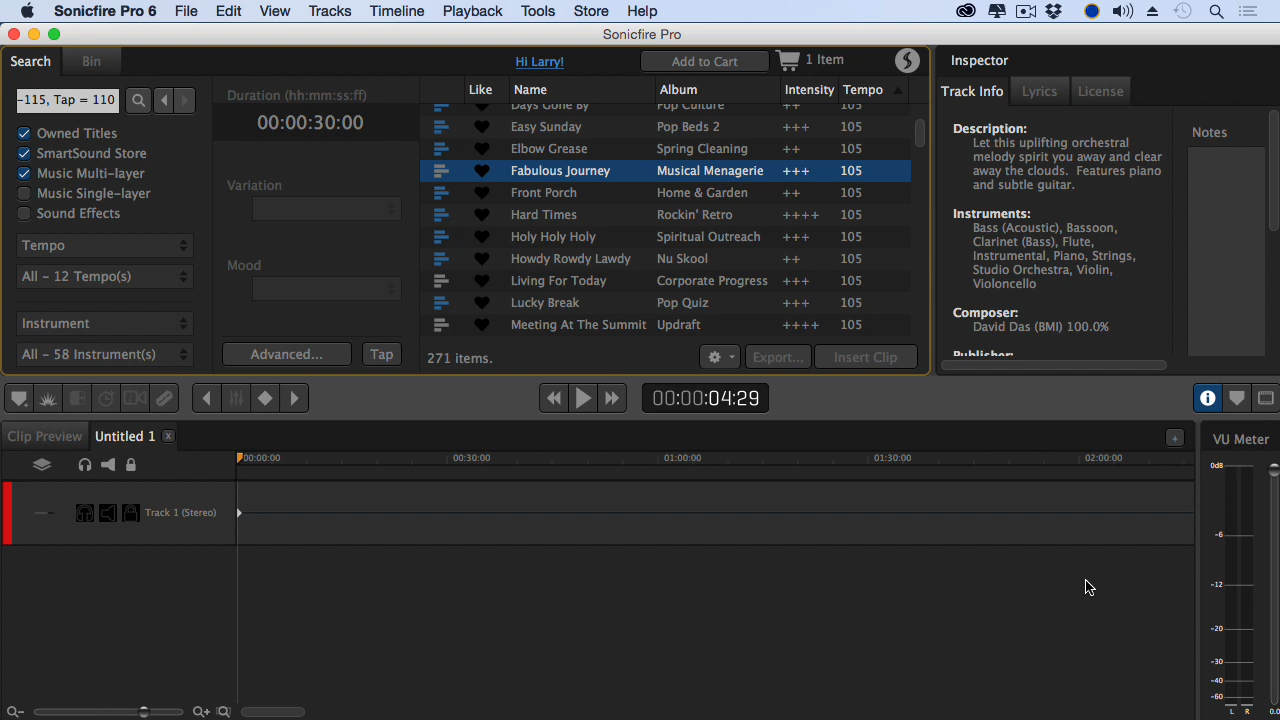 Sonicfire Pro 6 File Edit View Tracks Timeline Playback Tools Store Help
Sonicfire Pro
Search Bin
Hi Larry!
Add to Cart 1 Item
-115, Tap = 110
Owned Titles
SmartSound Store
Music Multi-layer
Music Single-layer
Sound Effects
Tempo
All - 12 Tempo(s)
Instrument
All - 58 Instrument(s)
Duration (hh:mm:ss:ff)
00:00:30:00
Variation
Mood
Advanced... Tap
Like Name Album Intensity Tempo
Days Gone By Pop Culture ++ 105
Easy Sunday Pop Beds 2 +++ 105
Elbow Grease Spring Cleaning ++ 105
Fabulous Journey Musical Menagerie +++ 105
Front Porch Home & Garden ++ 105
Hard Times Rockin' Retro ++++ 105
Holy Holy Holy Spiritual Outreach +++ 105
Howdy Rowdy Lawdy Nu Skool ++ 105
Living For Today Corporate Progress +++ 105
Lucky Break Pop Quiz +++ 105
Meeting At The Summit Updraft ++++ 105
271 items.
Export... Insert Clip
Inspector
Track Info Lyrics License
Description:
Let this uplifting orchestral
melody spirit you away and clear
away the clouds. Features piano
and subtle guitar.
Instruments:
Bass (Acoustic), Bassoon,
Clarinet (Bass), Flute,
Instrumental, Piano, Strings,
Studio Orchestra, Violin,
Violoncello
Composer:
David Das (BMI) 100.0%
Publisher:
Notes
00:00:04:29
Clip Preview Untitled 1 x
+
00:00:00 00:30:00 01:00:00 01:30:00 02:00:00
Track 1 (Stereo)
VU Meter
0dB
-6
-12
-20
-30
-40
-60
L R 0.0